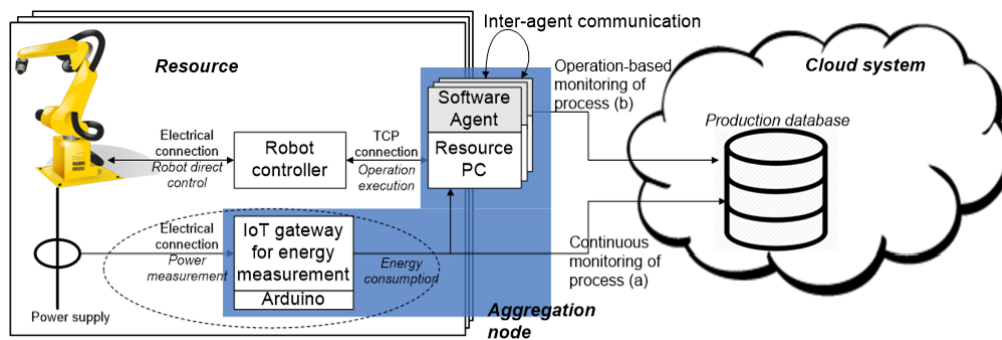 Inter-agent communication
Resource
Cloud system
Operation-based
monitoring of
process (b)
Software
Agent
Resource
PC
Production database
Electrical
connection
Robot direct
control
Robot
controller
TCP
connection
Operation
execution
Electrical
connection
Power
measurement
IoT gateway
for energy
measurement
Arduino
Energy
consumption
Continuous
monitoring of
process (a)
Power supply
Aggregation
node